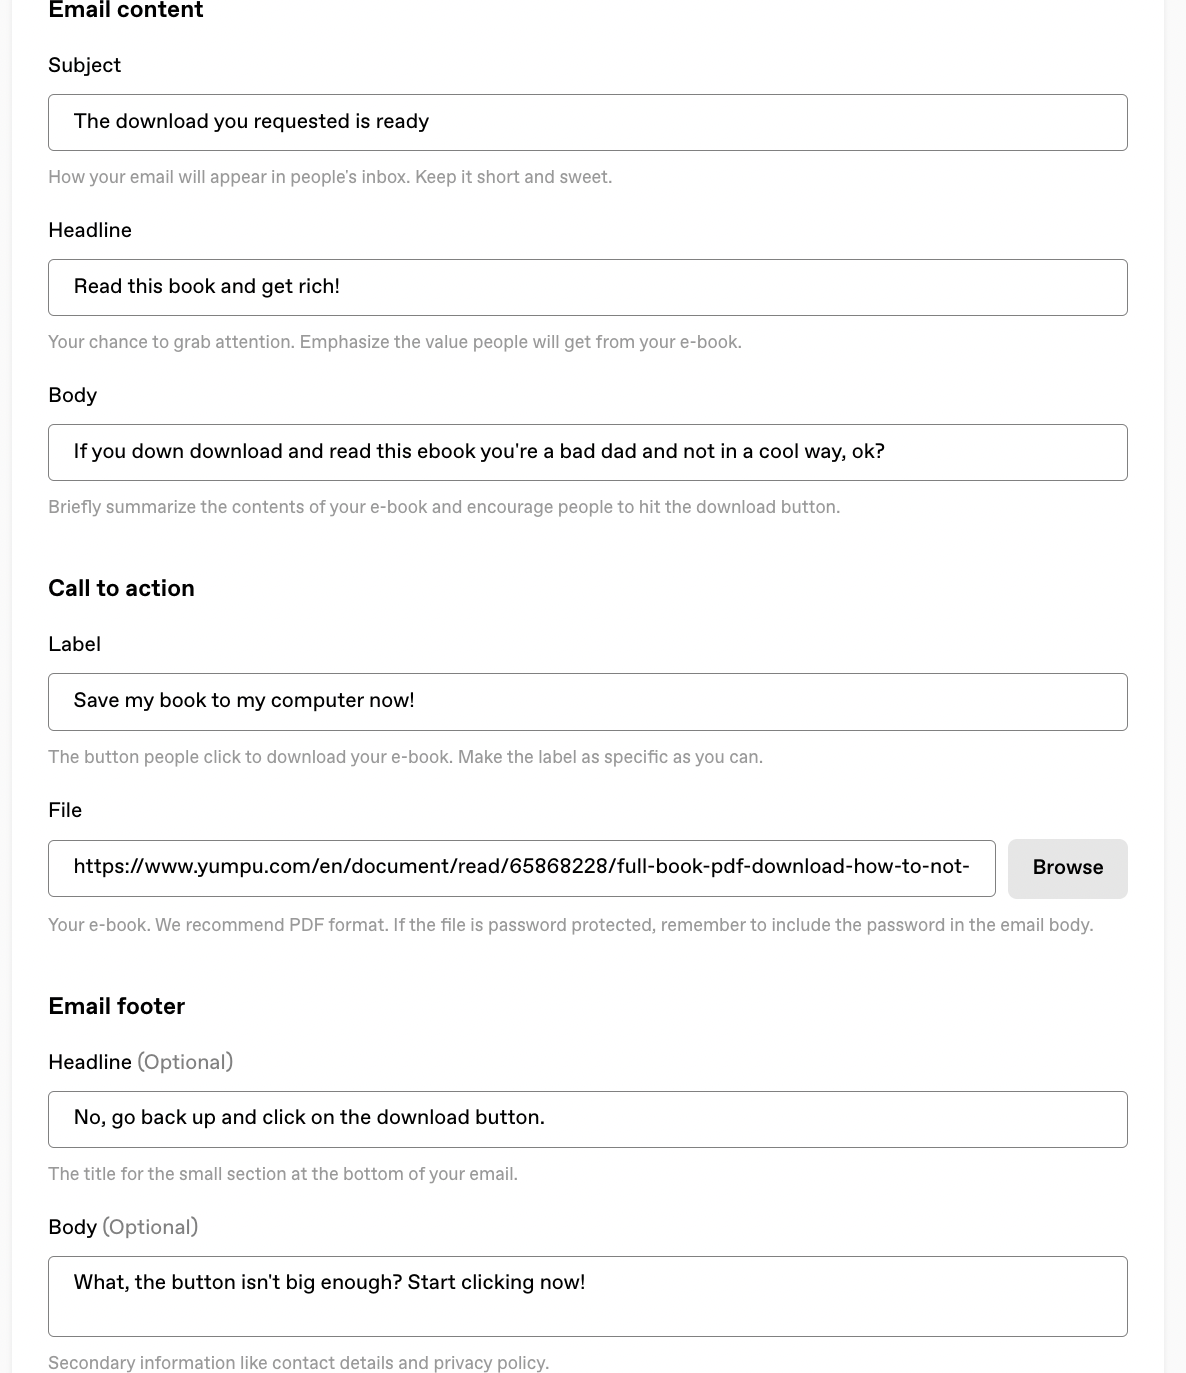 Email content
Subject
The download you requested is ready
How your email will appear in people's inbox. Keep it short and sweet.
Headline
Read this book and get rich!
Your chance to grab attention. Emphasize the value people will get from your e-book.
Body
If you down download and read this ebook you're a bad dad and not in a cool way, ok?
Briefly summarize the contents of your e-book and encourage people to hit the download button.
Call to action
Label
Save my book to my computer now!
The button people click to download your e-book. Make the label as specific as you can.
File
https://www.yumpu.com/en/document/read/65868228/full-book-pdf-download-how-to-not-
Browse
Your e-book. We recommend PDF format. If the file is password protected, remember to include the password in the email body.
Email footer
Headline (Optional)
No, go back up and click on the download button.
The title for the small section at the bottom of your email.
Body (Optional)
What, the button isn't big enough? Start clicking now!
Secondary information like contact details and privacy policy.